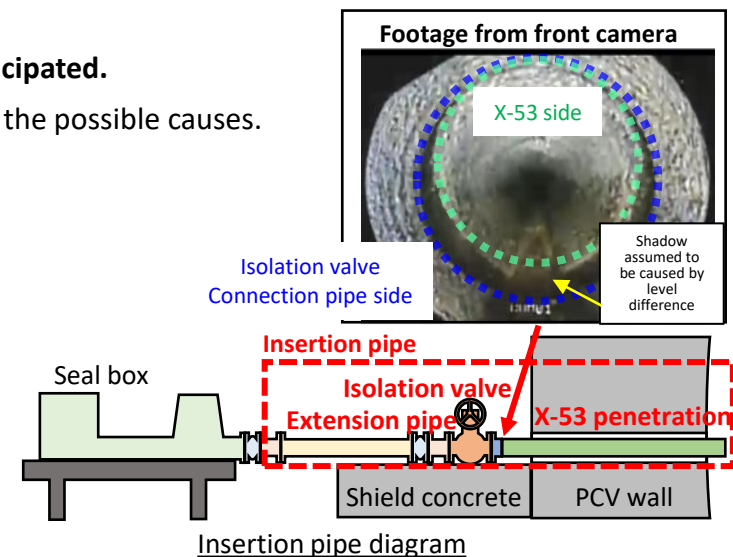 Footage from front camera
cipated.
the possible causes.
X-53 side
Shadow
assumed to
be caused by
level
difference
Isolation valve
Connection pipe side
Insertion pipe
Seal box
Isolation valve
Extension pipe
X-53 penetration
Shield concrete
PCV wall
Insertion pipe diagram